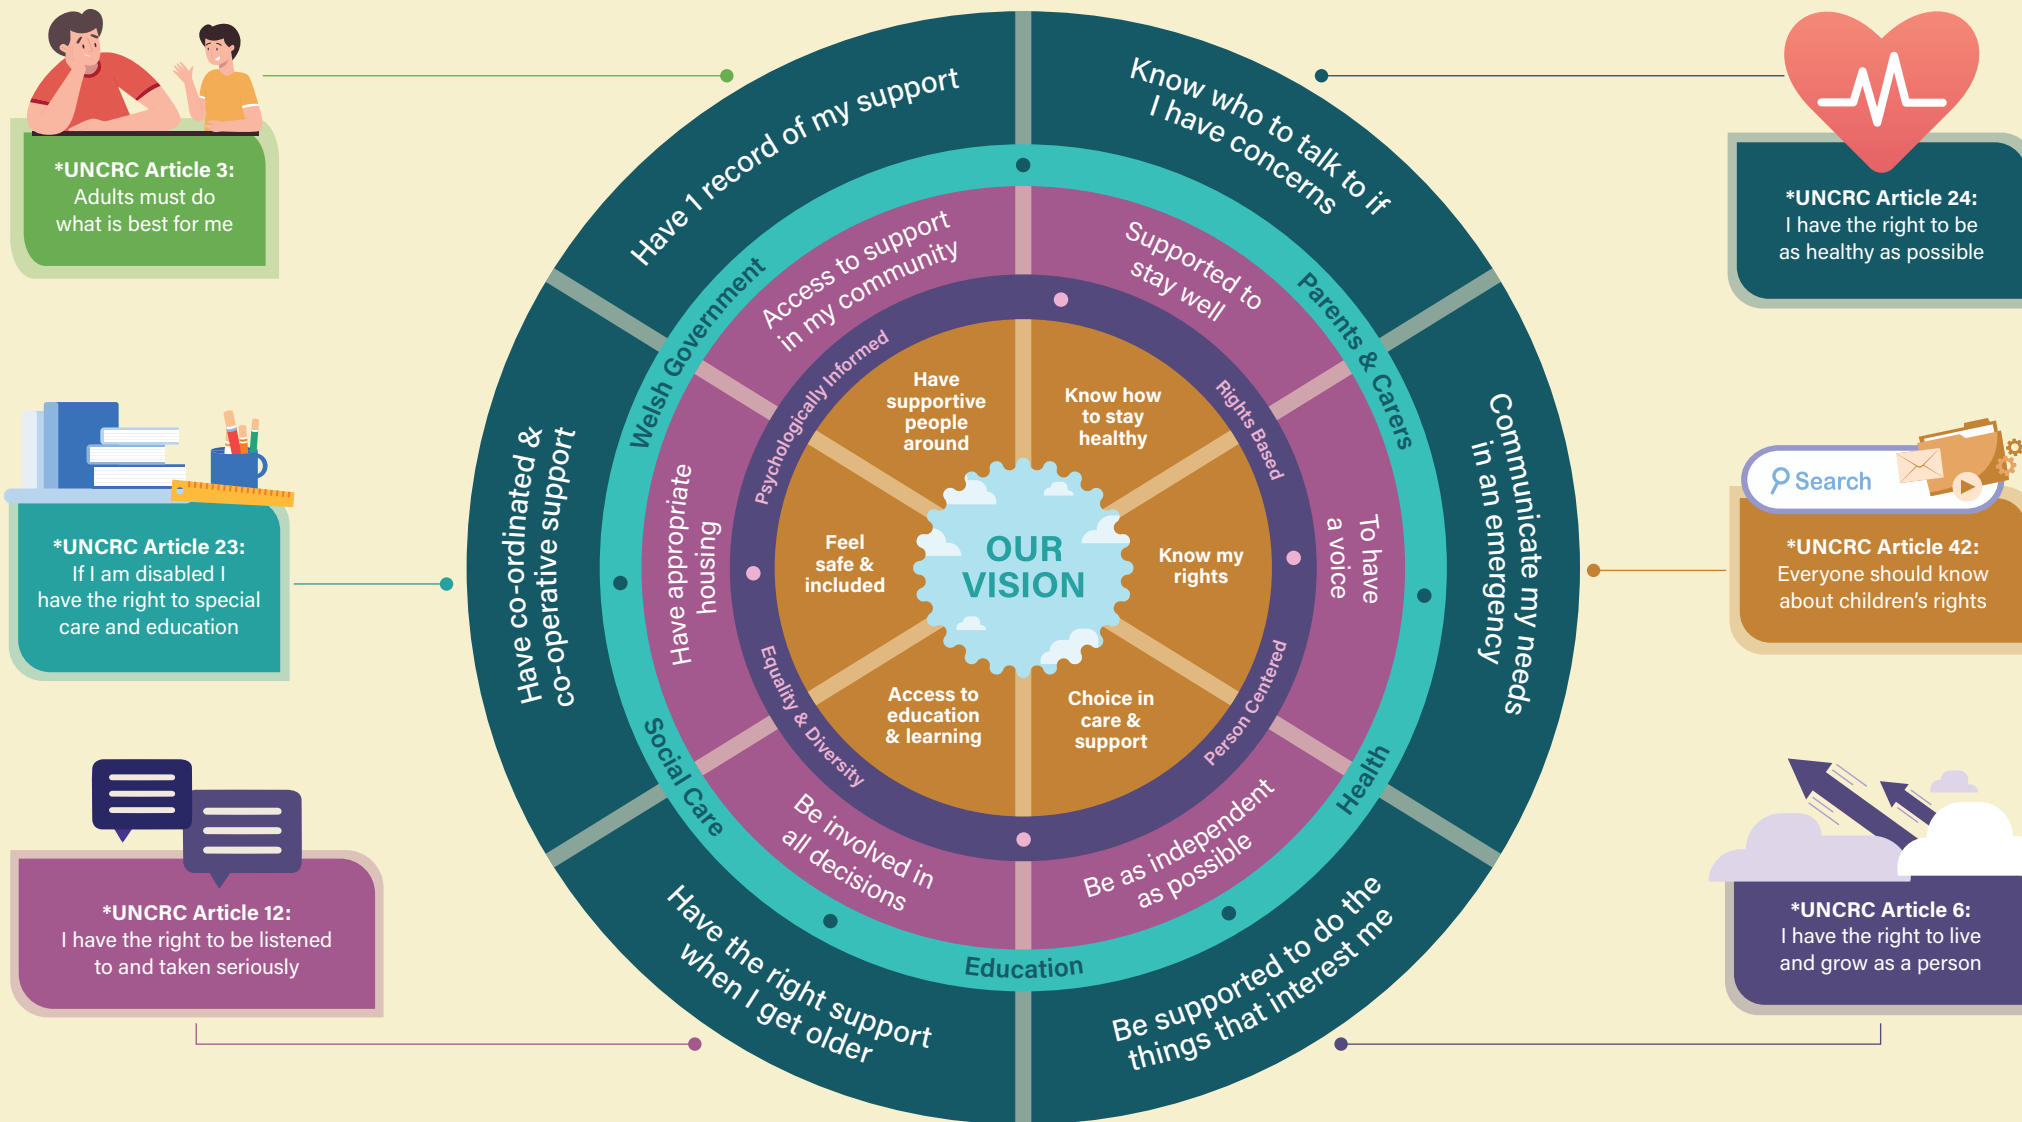 *UNCRC Article 3:
Adults must do
what is best for me
*UNCRC Article 23:
If I am disabled I
have the right to special
care and education
*UNCRC Article 12:
I have the right to be listened
to and taken seriously
Have 1 record of my support
Know who to talk to if
I have concerns
Communicate my needs
in an emergency
Be supported to do the
things that interest me
Have the right support
when I get older
Have co-ordinated &
co-operative support
Welsh Government
Parents & Carers
Health
Education
Social Care
Access to support
in my community
Supported to
stay well
To have
a voice
Be as independent
as possible
Be involved in
all decisions
Have appropriate
housing
Psychologically Informed
Rights Based
Person Centered
Equality & Diversity
Have
supportive
people
around
Know how
to stay
healthy
Know my
rights
Choice in
care &
support
Access to
education
& learning
Feel
safe &
included
OUR
VISION
*UNCRC Article 24:
I have the right to be
as healthy as possible
Search
*UNCRC Article 42:
Everyone should know
about children's rights
*UNCRC Article 6:
I have the right to live
and grow as a person